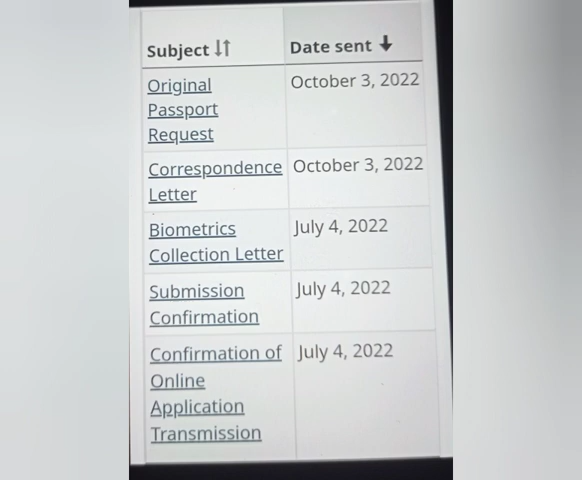 Subject ↓↑ Date sent ↓
Original October 3, 2022
Passport
Request
Correspondence October 3, 2022
Letter
Biometrics July 4, 2022
Collection Letter
Submission July 4, 2022
Confirmation
Confirmation of July 4, 2022
Online
Application
Transmission